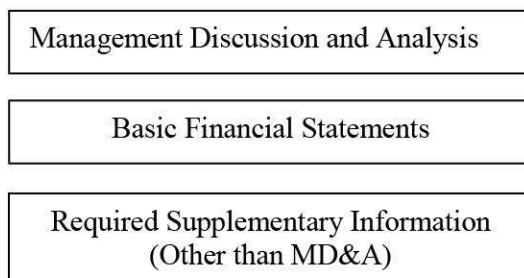 Management Discussion and Analysis
Basic Financial Statements
Required Supplementary Information
(Other than MD&A)